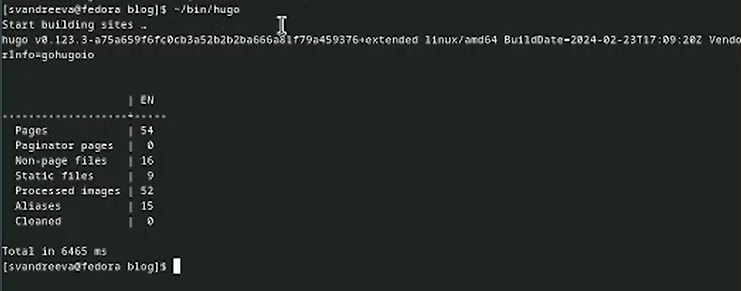 [svandreeva@fedora blog]$ ~/bin/hugo
Start building sites …
hugo v0.123.3-a75a659f6fc0cb3a52b2b2ba666a81f79a459376+extended linux/amd64 BuildDate=2024-02-23T17:09:20Z Vendo
rInfo=gohugoio
| EN
-------------------+-----
Pages | 54
Paginator pages | 0
Non-page files | 16
Static files | 9
Processed images | 52
Aliases | 15
Cleaned | 0
Total in 6465 ms
[svandreeva@fedora blog]$